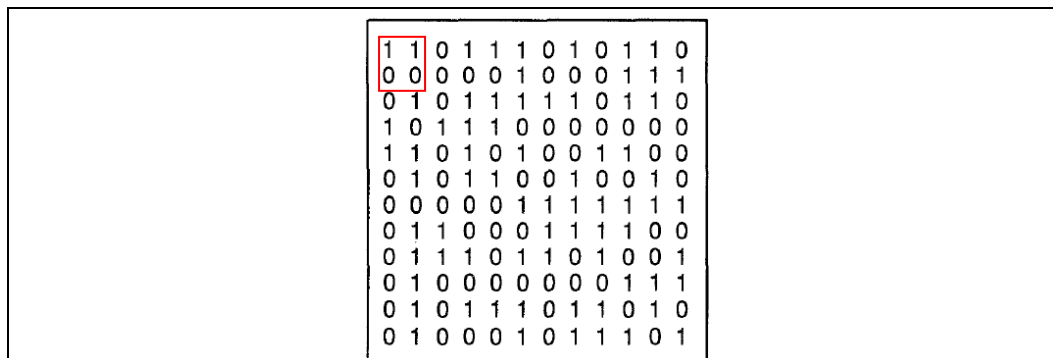 1 1 0 1 1 1 0 1 0 1 1 0
0 0 0 0 0 1 0 0 0 1 1 1
0 1 0 1 1 1 1 1 0 1 1 0
1 0 1 1 1 0 0 0 0 0 0 0
1 1 0 1 0 1 0 0 1 1 0 0
0 1 0 1 1 0 0 1 0 0 1 0
0 0 0 0 0 1 1 1 1 1 1 1
0 1 1 0 0 0 1 1 1 1 0 0
0 1 1 1 0 1 1 0 1 0 0 1
0 1 0 0 0 0 0 0 0 1 1 1
0 1 0 1 1 1 0 1 1 0 1 0
0 1 0 0 0 1 0 1 1 1 0 1